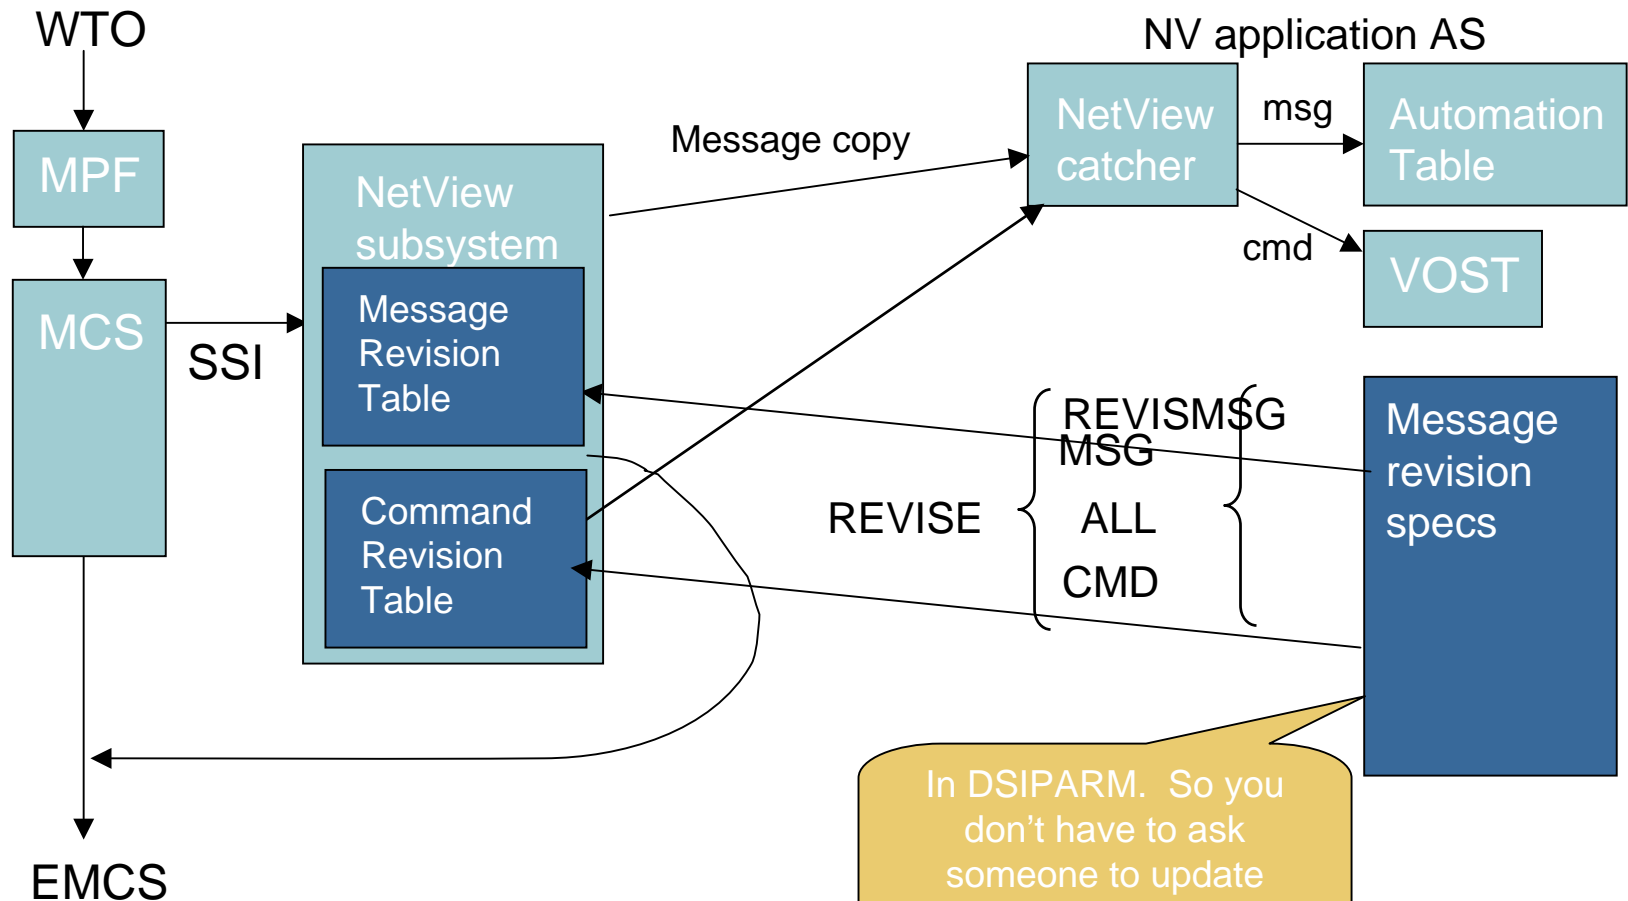 WTO
MPF
MCS
SSI
EMCS
NetView
subsystem
Message
Revision
Table
Command
Revision
Table
Message copy
NV application AS
NetView
catcher
msg
cmd
Automation
Table
VOST
REVISE
REVISMSG
MSG
ALL
CMD
Message
revision
specs
In DSIPARM.  So you
don't have to ask
someone to update